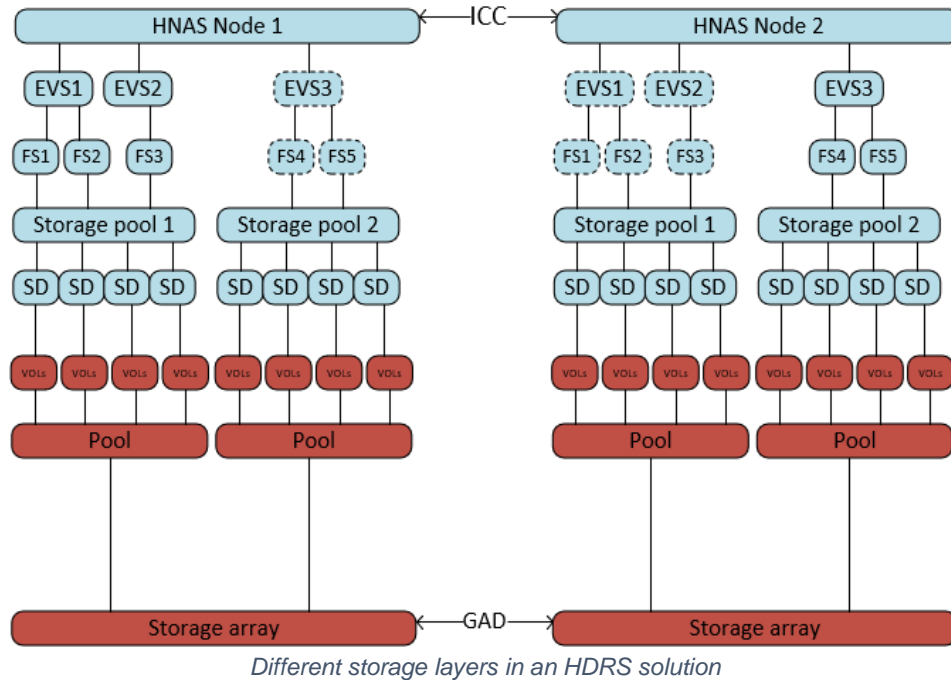 HNAS Node 1 ICC HNAS Node 2
EVS1 EVS2 EVS3 EVS1 EVS2 EVS3
FS1 FS2 FS3 FS4 FS5 FS1 FS2 FS3 FS4 FS5
Storage pool 1 Storage pool 2 Storage pool 1 Storage pool 2
SD SD SD SD SD SD SD SD SD SD SD SD SD SD SD SD
VOLs VOLs VOLs VOLs VOLs VOLs VOLs VOLs VOLs VOLs VOLs VOLs VOLs VOLs VOLs VOLs
Pool Pool Pool Pool
Storage array GAD Storage array
Different storage layers in an HDRS solution